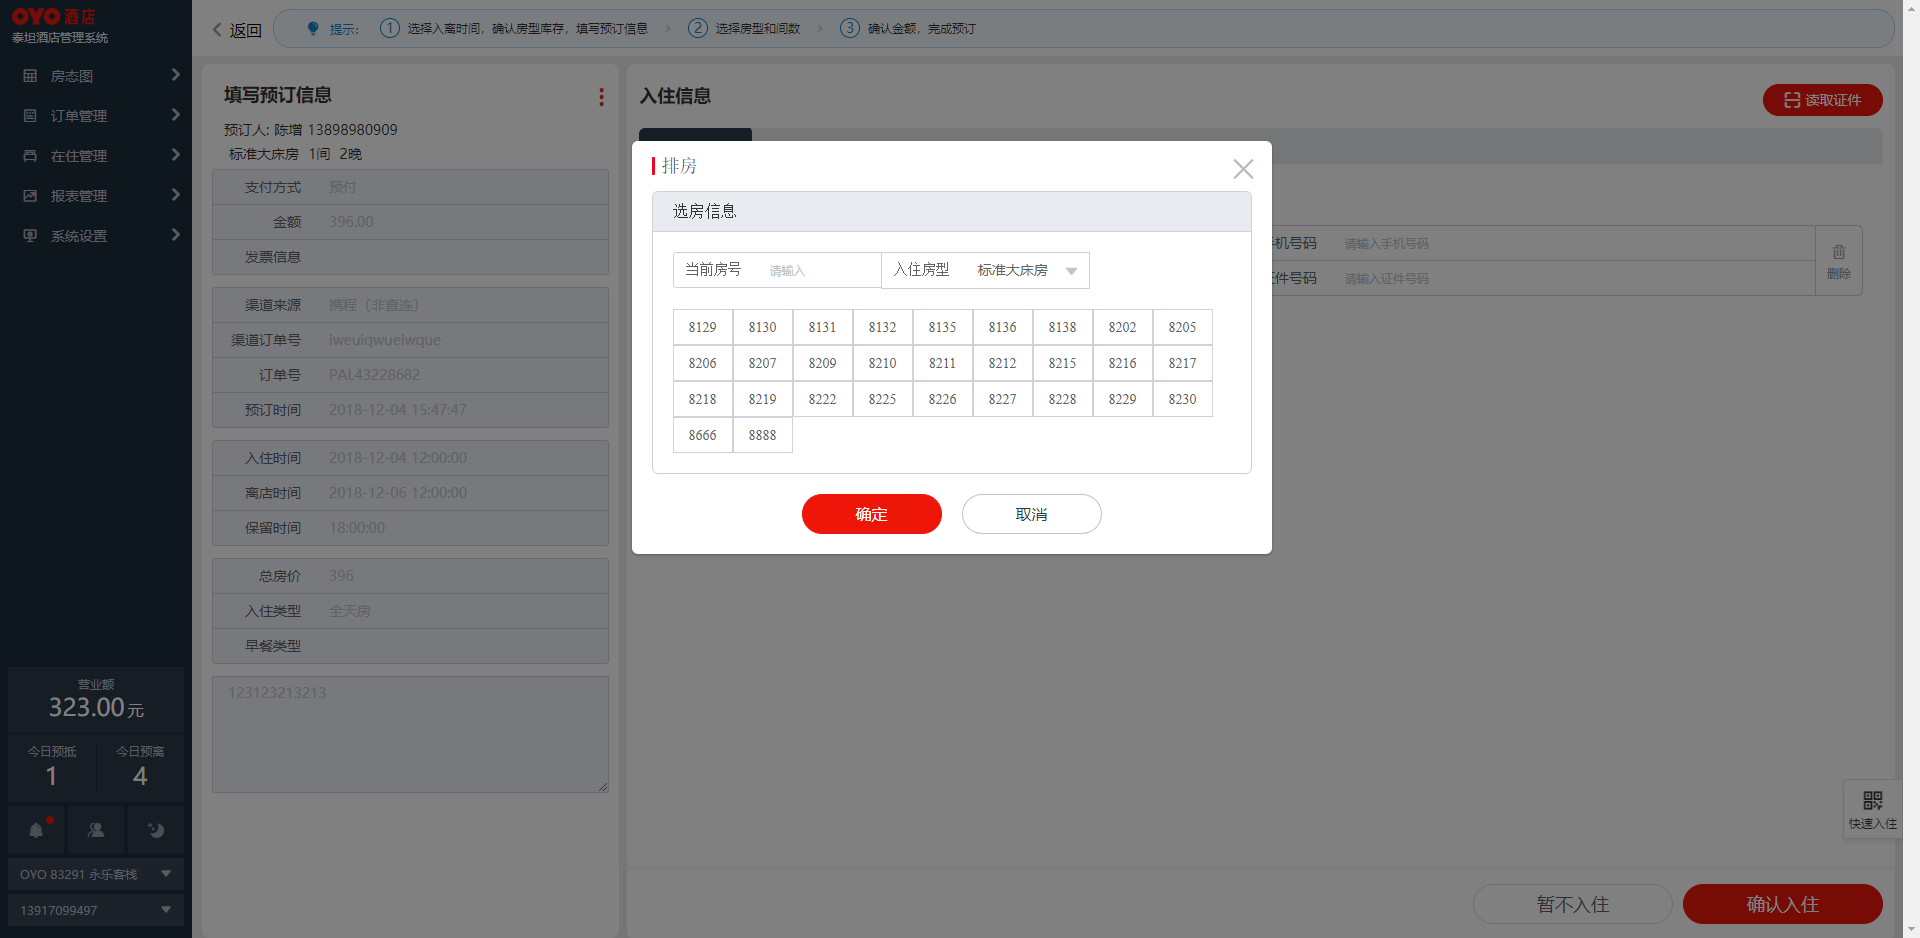 OYO 酒店
泰坦酒店管理系统
房态图
订单管理
在住管理
报表管理
系统设置
营业额
323.00元
今日预抵 今日预离
1 4
OYO 83291 永乐客栈
13917099497
返回
提示: 1 选择入离时间，确认房型库存，填写预订信息 2 选择房型和间数 3 确认金额，完成预订
填写预订信息
预订人: 陈增 13898980909
标准大床房 1间 2晚
支付方式 预付
金额 396.00
发票信息
渠道来源 携程（非直连）
渠道订单号 iweuiqwueiwque
订单号 PAL43228682
预订时间 2018-12-04 15:47:47
入住时间 2018-12-04 12:00:00
离店时间 2018-12-06 12:00:00
保留时间 18:00:00
总房价 396
入住类型 全天房
早餐类型
123123213213
入住信息
读取证件
机号码 请输入手机号码
件号码 请输入证件号码
删除
排房
选房信息
当前房号 请输入 入住房型 标准大床房
8129 8130 8131 8132 8135 8136 8138 8202 8205
8206 8207 8209 8210 8211 8212 8215 8216 8217
8218 8219 8222 8225 8226 8227 8228 8229 8230
8666 8888
确定 取消
快速入住
暂不入住 确认入住